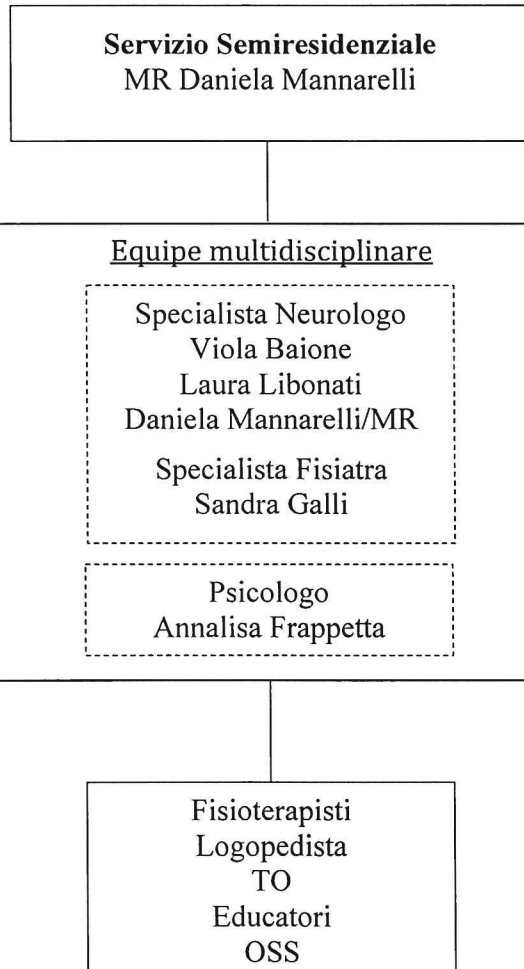 Servizio Semiresidenziale
MR Daniela Mannarelli
Equipe multidisciplinare
Specialista Neurologo
Viola Baione
Laura Libonati
Daniela Mannarelli/MR
Specialista Fisiatra
Sandra Galli
Psicologo
Annalisa Frappetta
Fisioterapisti
Logopedista
TO
Educatori
OSS